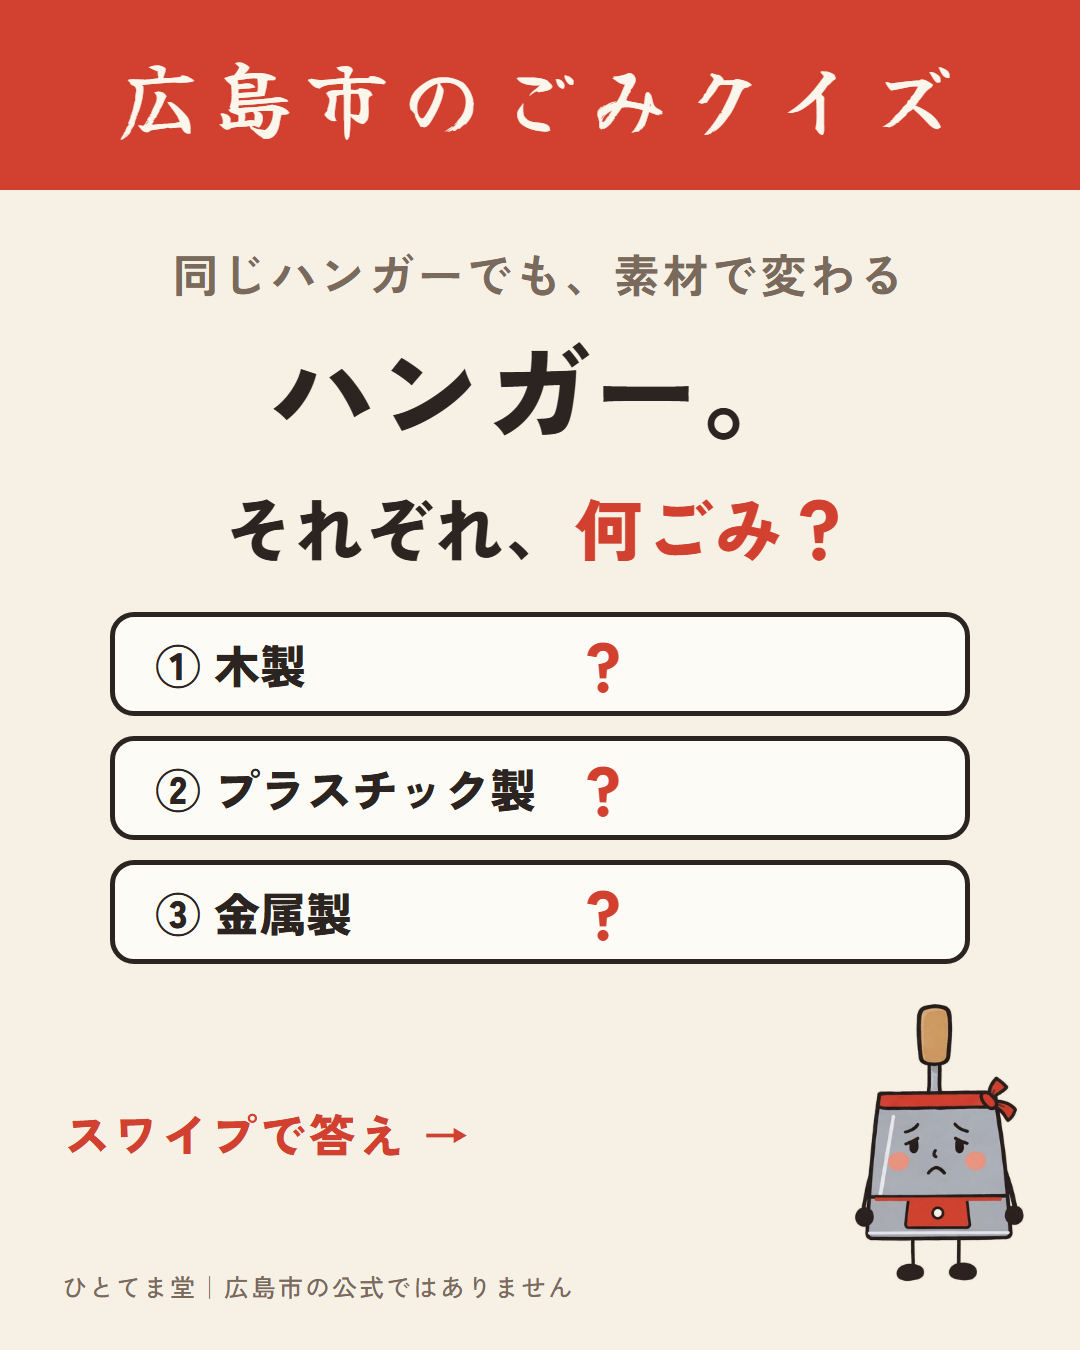 広島市のごみクイズ
同じハンガーでも、素材で変わる
ハンガー。
それぞれ、何ごみ？
① 木製 ？
② プラスチック製 ？
③ 金属製 ？
スワイプで答え →
ひとてま堂｜広島市の公式ではありません